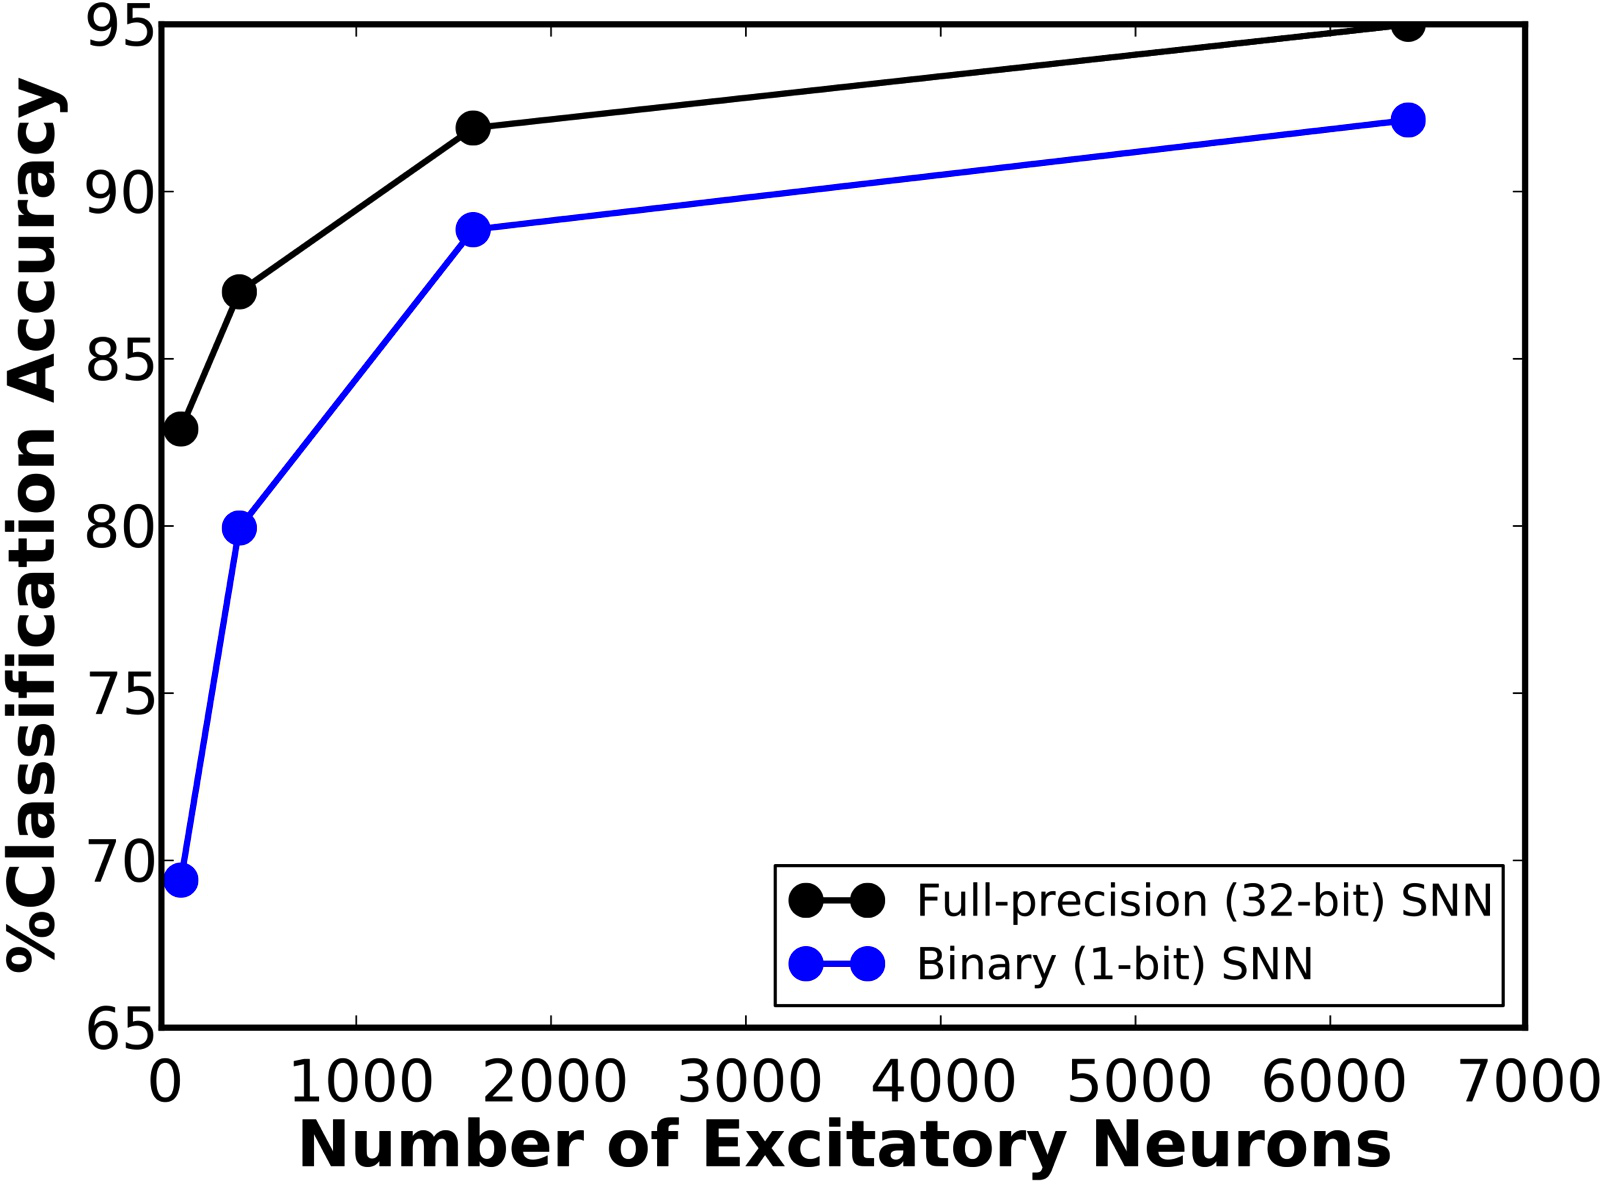 %Classification Accuracy
95
90
85
80
75
70
65
Full-precision (32-bit) SNN
Binary (1-bit) SNN
0 1000 2000 3000 4000 5000 6000 7000
Number of Excitatory Neurons